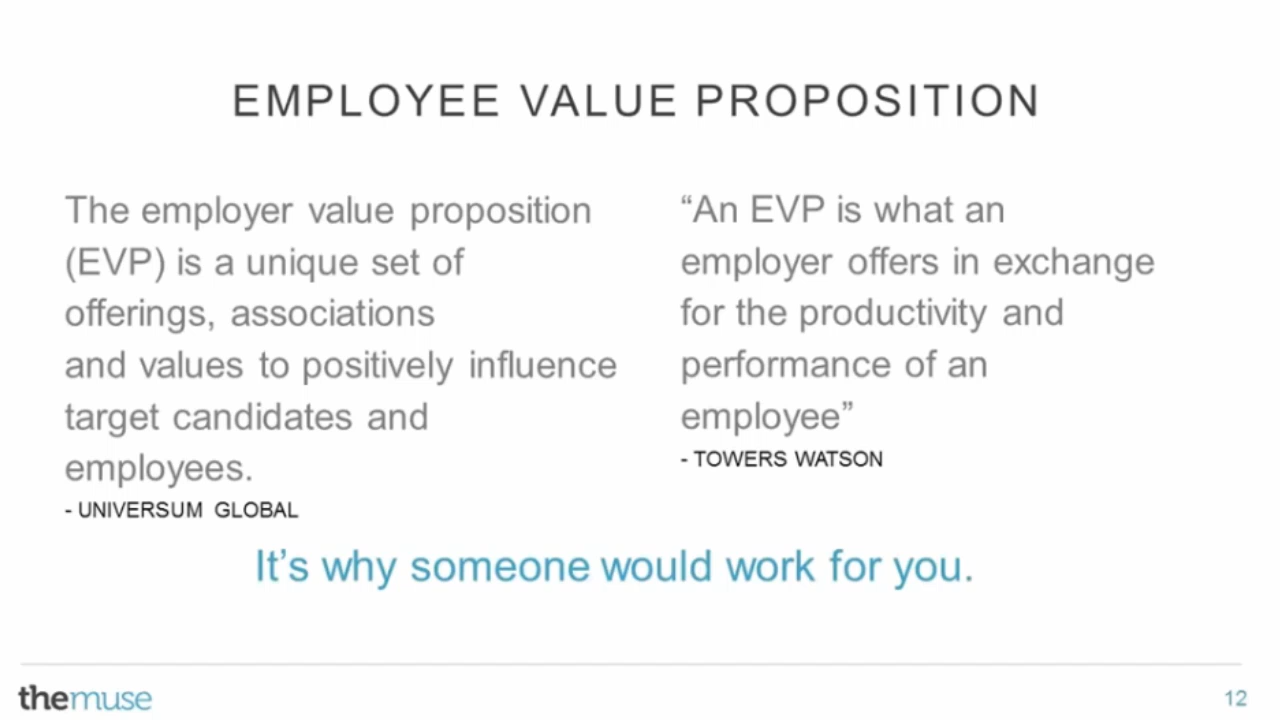 EMPLOYEE VALUE PROPOSITION
The employer value proposition
(EVP) is a unique set of
offerings, associations
and values to positively influence
target candidates and
employees.
- UNIVERSUM GLOBAL
“An EVP is what an
employer offers in exchange
for the productivity and
performance of an
employee”
- TOWERS WATSON
It’s why someone would work for you.
themuse
12